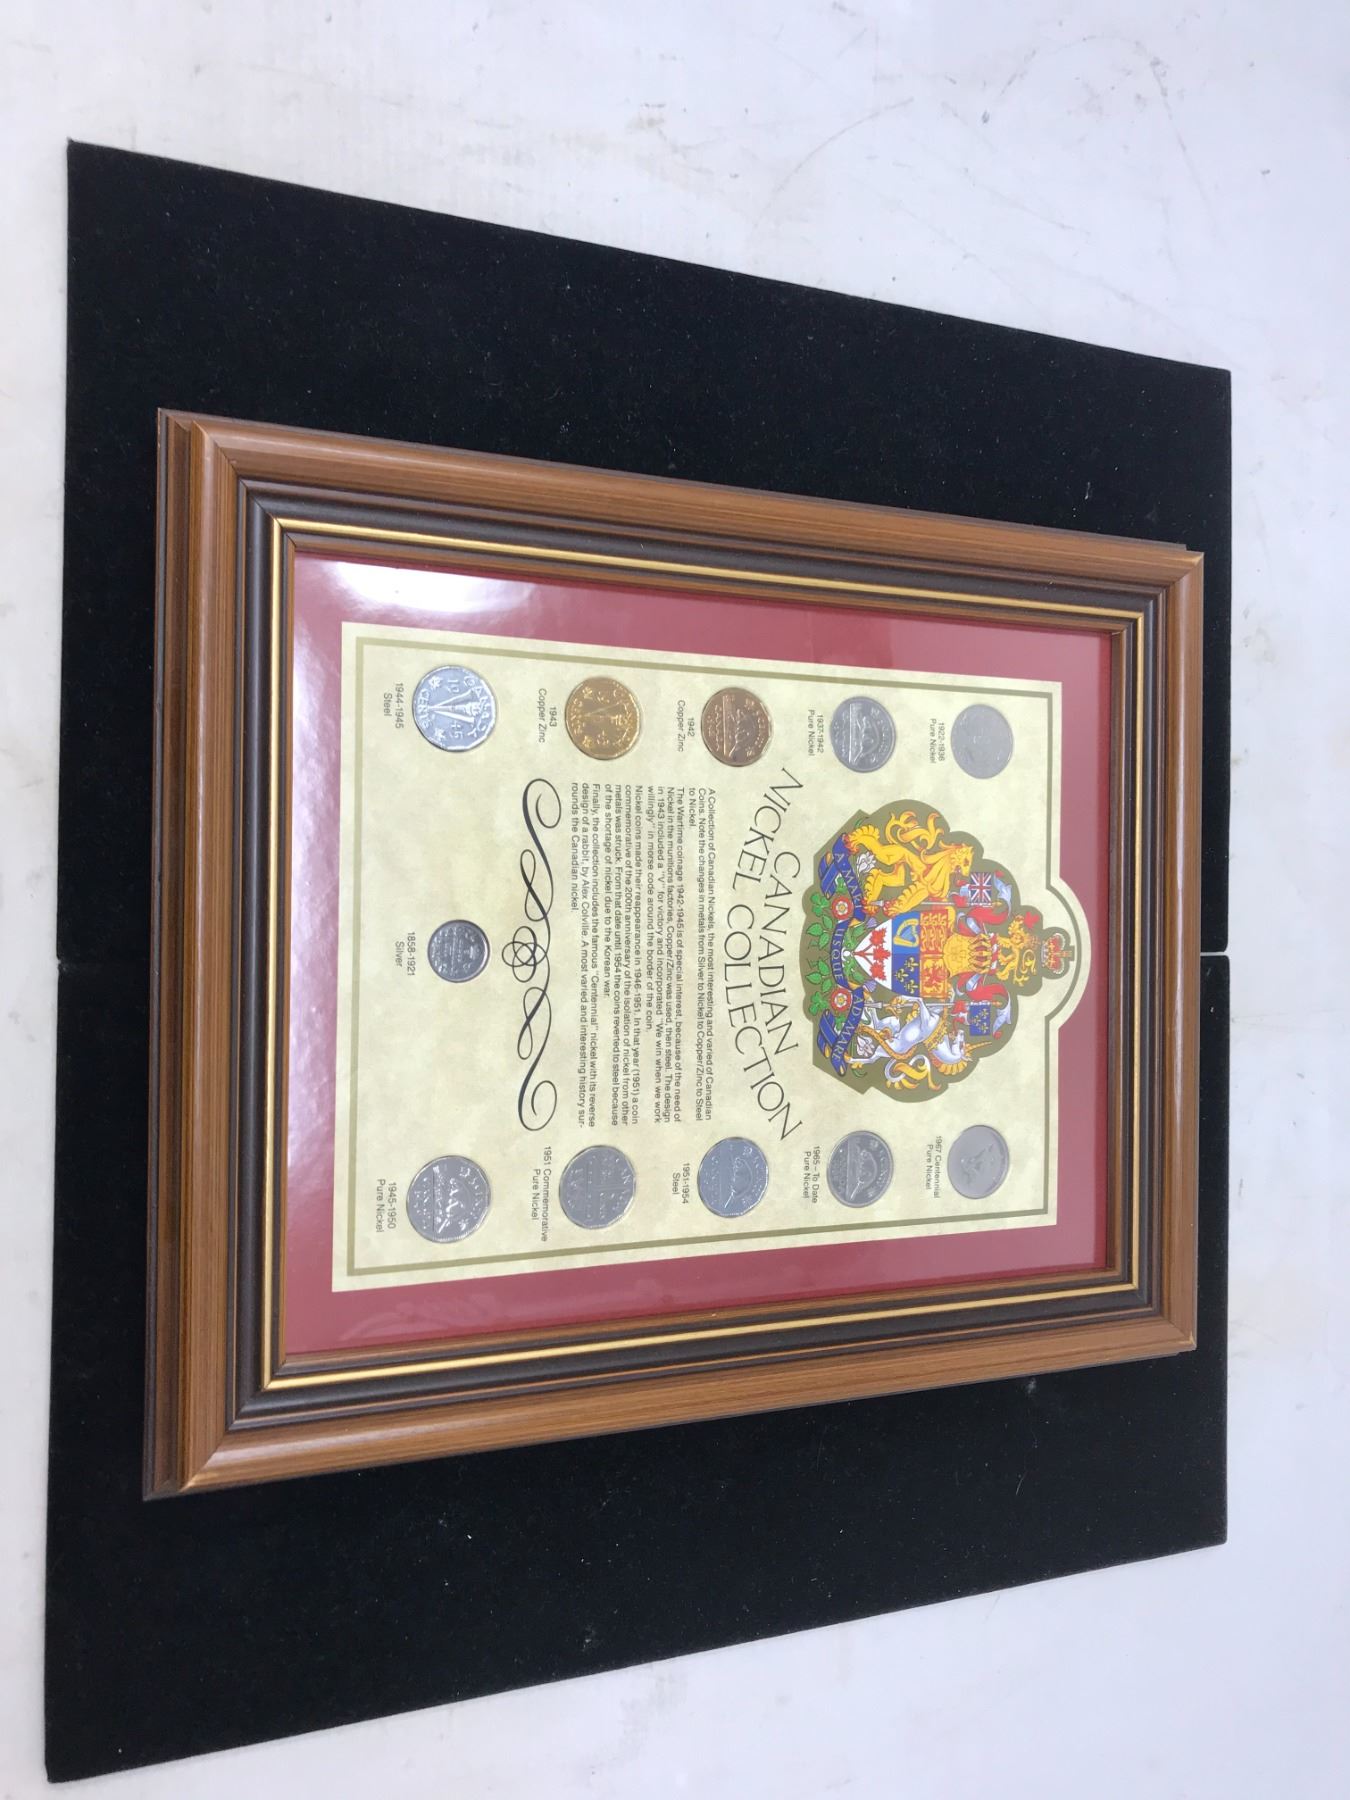 A MARI USQUE AD MARE
CANADIAN
NICKEL COLLECTION
A Collection of Canadian Nickels, the most interesting and varied of Canadian
Coins. Note the changes in metals from Silver to Nickel to Copper/Zinc to Steel
to Nickel.
The Wartime coinage 1942-1945 is of special interest, because of the need of
Nickel in the munitions factories, Copper/Zinc was used, then steel. The design
in 1943 included a "V" for victory and incorporated "We win when we work
willingly" in morse code around the border of the coin.
Nickel coins made their reappearance in 1946-1951. In that year (1951) a coin
commemorative of the 200th anniversary of the isolation of nickel from other
metals was struck. From that date until 1954 the coins reverted to steel because
of the shortage of nickel due to the Korean war.
Finally, the collection includes the famous "Centennial" nickel with its reverse
design of a rabbit, by Alex Colville. A most varied and interesting history sur-
rounds the Canadian nickel.
1922-1936
Pure Nickel
1937-1942
Pure Nickel
1942
Copper Zinc
1943
Copper Zinc
1944-1945
Steel
CANADA
19 45
CENTS
1858-1921
Silver
1967 Centennial
Pure Nickel
1965 - To Date
Pure Nickel
1951-1954
Steel
1951 Commemorative
Pure Nickel
1945-1950
Pure Nickel